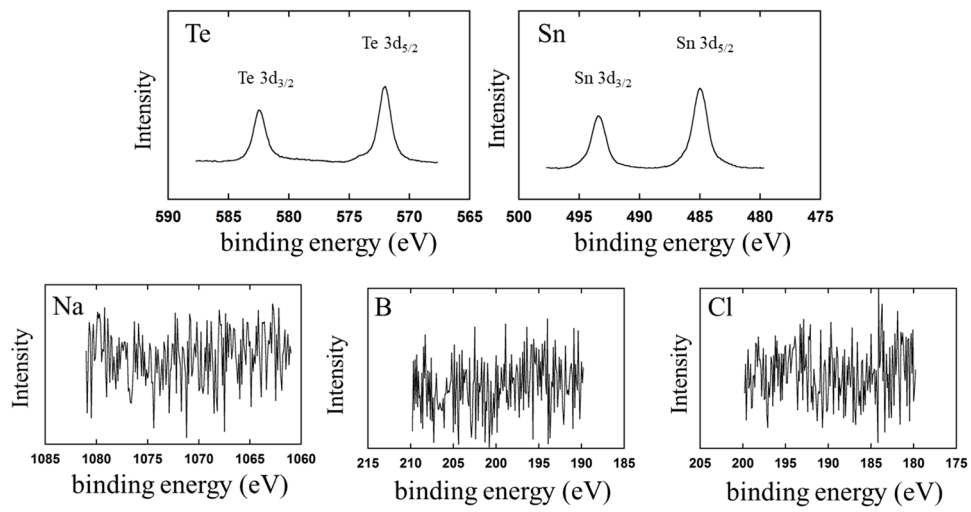 Te
Te 3d5/2
Te 3d3/2
Intensity
590 585 580 575 570 565
binding energy (eV)
Sn
Sn 3d5/2
Sn 3d3/2
Intensity
500 495 490 485 480 475
binding energy (eV)
Na
Intensity
1085 1080 1075 1070 1065 1060
binding energy (eV)
B
Intensity
215 210 205 200 195 190 185
binding energy (eV)
Cl
Intensity
205 200 195 190 185 180 175
binding energy (eV)